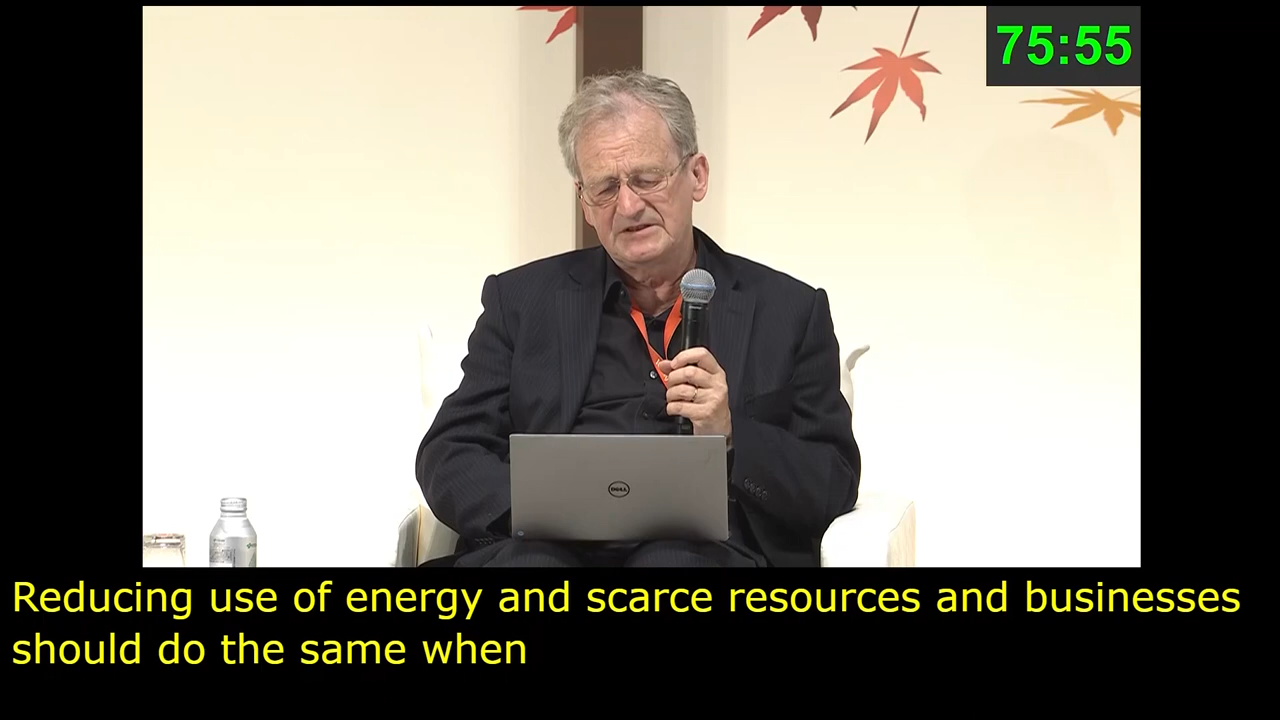 75:55
DELL
Reducing use of energy and scarce resources and businesses
should do the same when